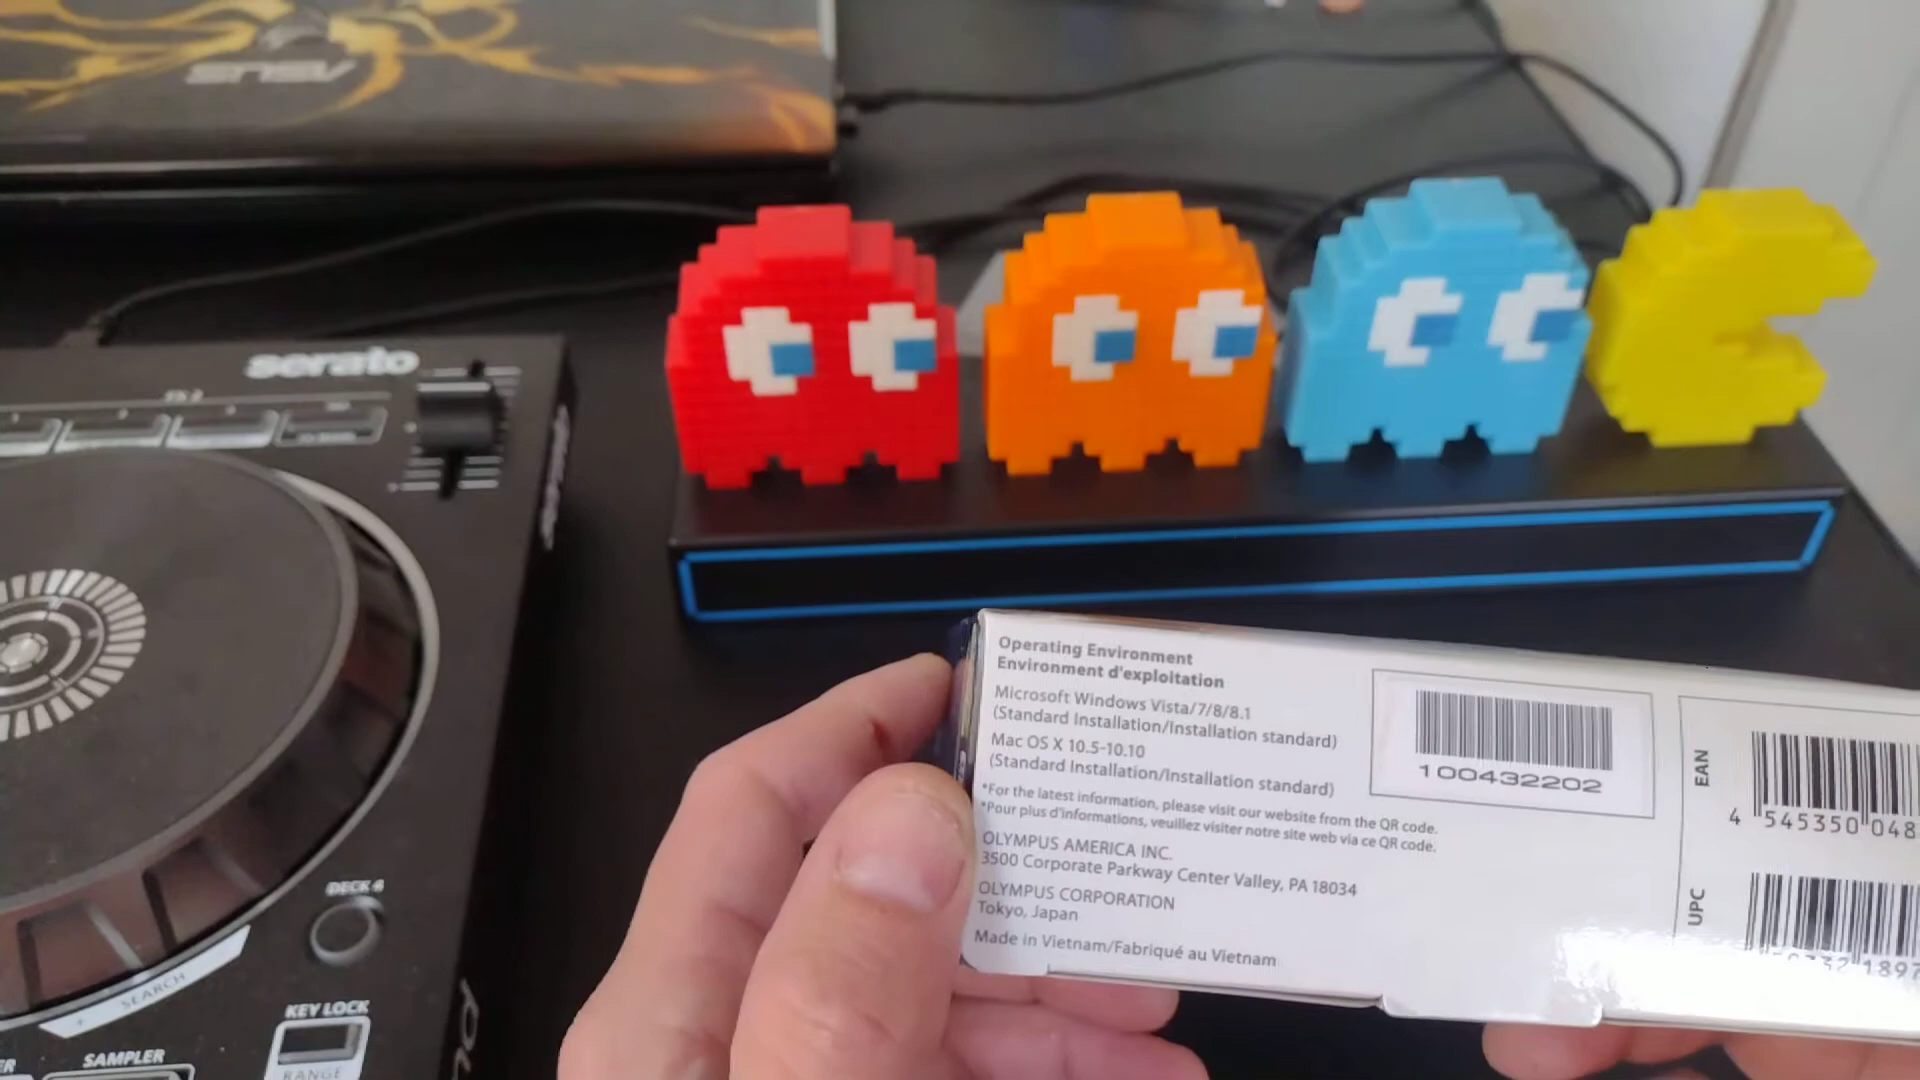 ASUS
serato
FX 2
DECK 4
SEARCH
KEY LOCK
RANGE
SAMPLER
Operating Environment
Environment d'exploitation
Microsoft Windows Vista/7/8/8.1
(Standard Installation/Installation standard)
Mac OS X 10.5-10.10
(Standard Installation/Installation standard)
*For the latest information, please visit our website from the QR code.
*Pour plus d'informations, veuillez visiter notre site web via ce QR code.
OLYMPUS AMERICA INC.
3500 Corporate Parkway Center Valley, PA 18034
OLYMPUS CORPORATION
Tokyo, Japan
Made in Vietnam/Fabriqué au Vietnam
100432202
EAN
4 545350 048
UPC